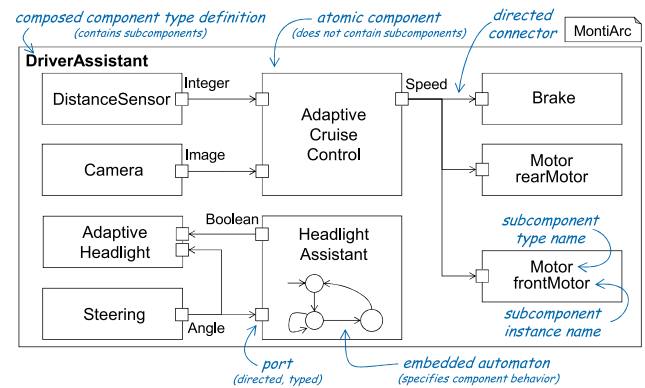 composed component type definition
(contains subcomponents)
atomic component
(does not contain subcomponents)
directed
connector
MontiArc
DriverAssistant
DistanceSensor
Integer
Adaptive
Cruise
Control
Speed
Brake
Camera
Image
Motor
rearMotor
Adaptive
Headlight
Boolean
Headlight
Assistant
subcomponent
type name
Motor
frontMotor
Steering
Angle
subcomponent
instance name
port
(directed, typed)
embedded automaton
(specifies component behavior)